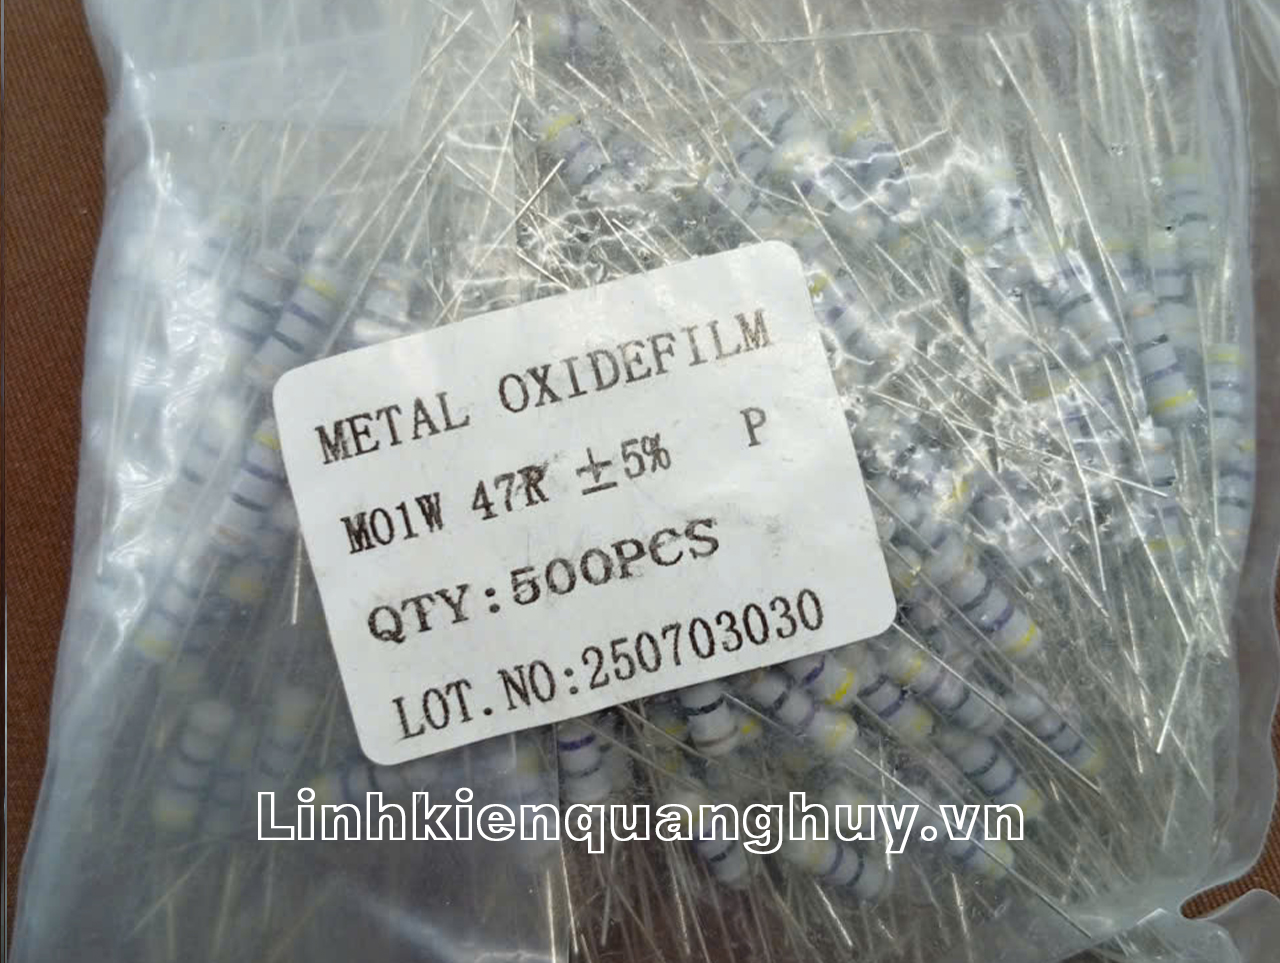 METAL OXIDEFILM
MO1W 47R ±5% P
QTY:500PCS
LOT.NO:250703030
Linhkienquanghuy.vn